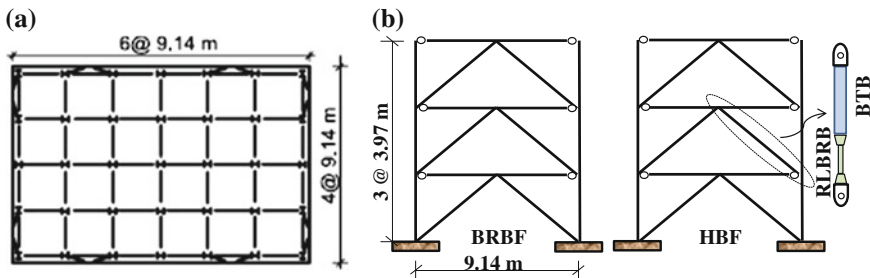 (a)
6@ 9.14 m
4@ 9.14 m
(b)
3 @ 3.97 m
BRBF
9.14 m
HBF
RLBRB
BTB